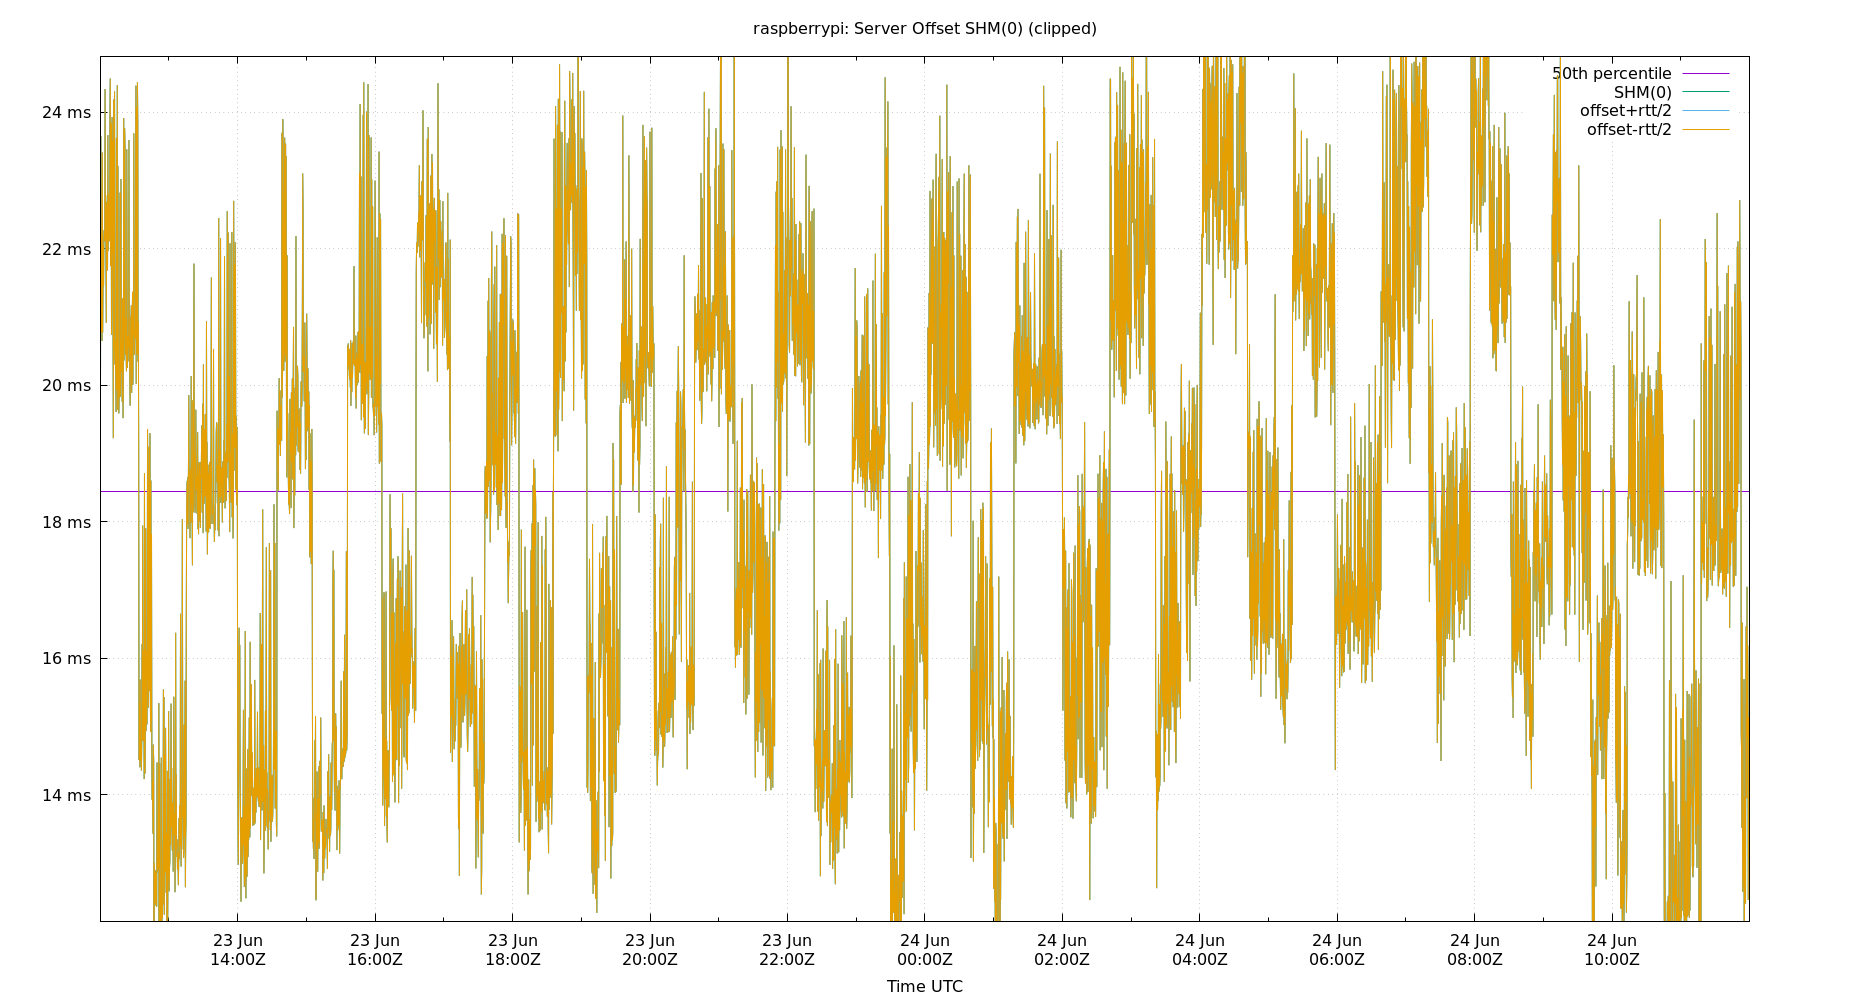 raspberrypi: Server Offset SHM(0) (clipped)
50th percentile
SHM(0)
offset+rtt/2
offset-rtt/2
24 ms
22 ms
20 ms
18 ms
16 ms
14 ms
23 Jun 23 Jun 23 Jun 23 Jun 23 Jun 24 Jun 24 Jun 24 Jun 24 Jun 24 Jun 24 Jun
14:00Z 16:00Z 18:00Z 20:00Z 22:00Z 00:00Z 02:00Z 04:00Z 06:00Z 08:00Z 10:00Z
Time UTC